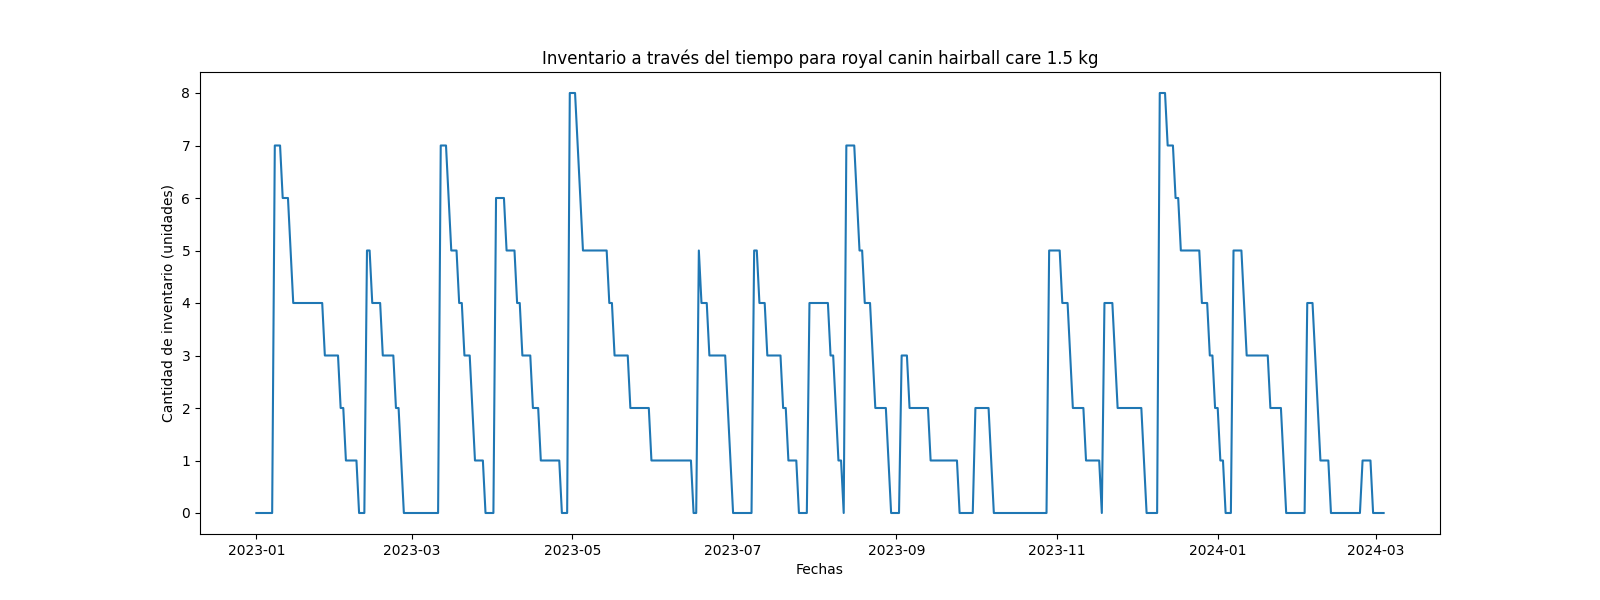 Inventario a través del tiempo para royal canin hairball care 1.5 kg
Cantidad de inventario (unidades)
8
7
6
5
4
3
2
1
0
2023-01 2023-03 2023-05 2023-07 2023-09 2023-11 2024-01 2024-03
Fechas